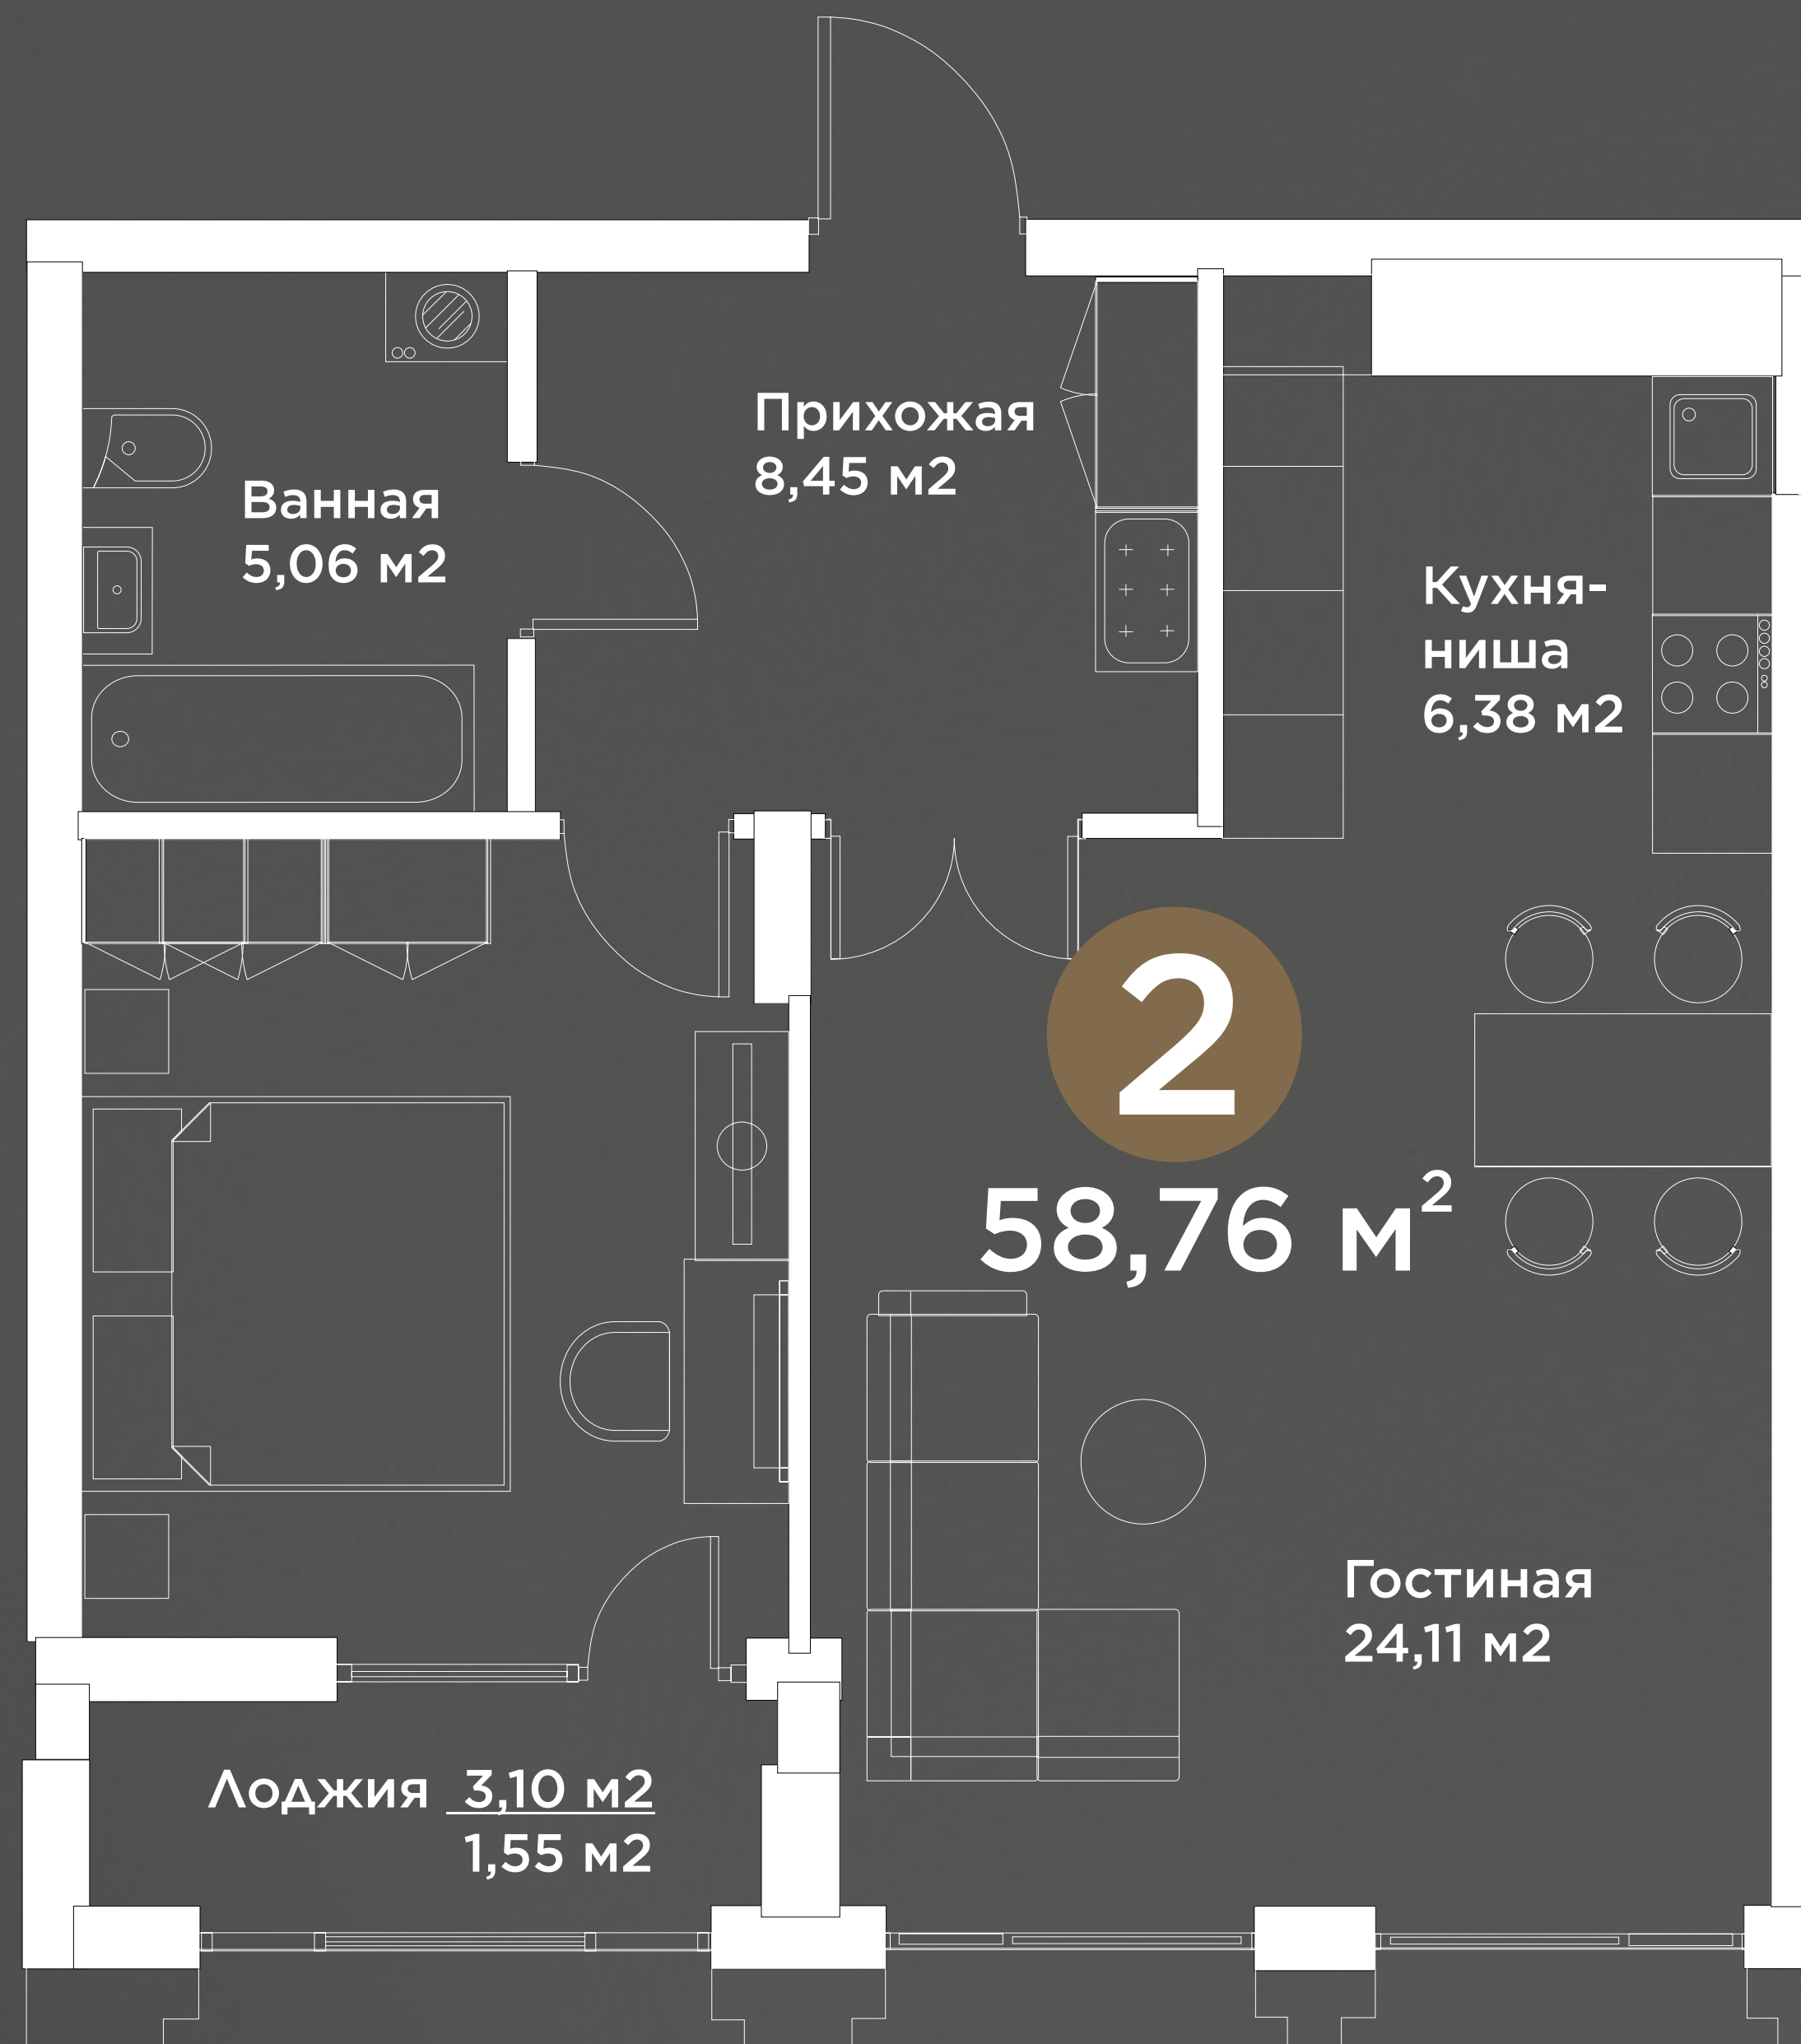 Прихожая
8,45 м2
Ванная
5,06 м2
Кухня-
ниша
6,38 м2
2
58,76 м²
Гостиная
24,11 м2
Лоджия 3,10 м2
1,55 м2